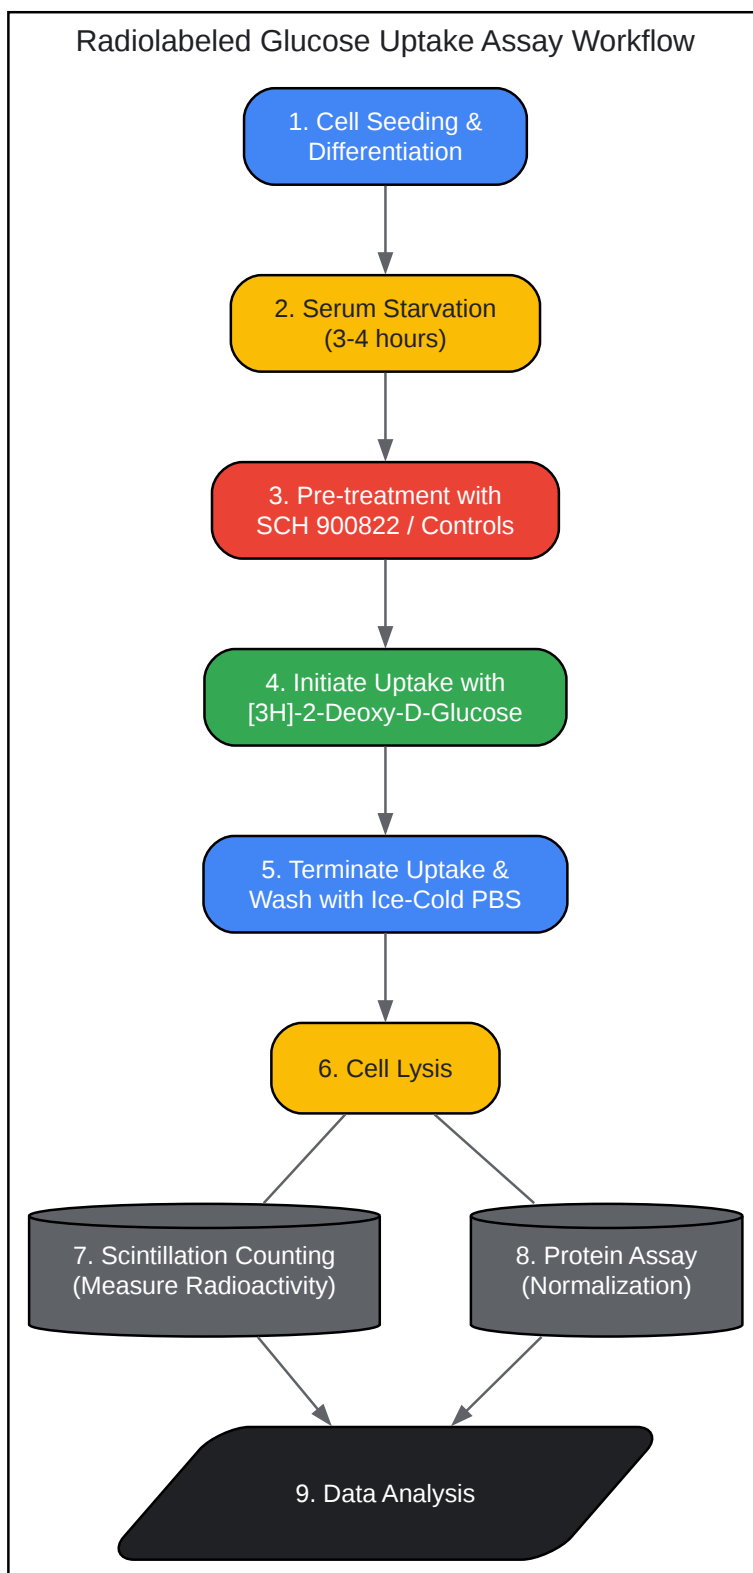 Radiolabeled Glucose Uptake Assay Workflow
1. Cell Seeding &
Differentiation
2. Serum Starvation
(3-4 hours)
3. Pre-treatment with
SCH 900822 / Controls
4. Initiate Uptake with
[3H]-2-Deoxy-D-Glucose
5. Terminate Uptake &
Wash with Ice-Cold PBS
6. Cell Lysis
7. Scintillation Counting
(Measure Radioactivity)
8. Protein Assay
(Normalization)
9. Data Analysis